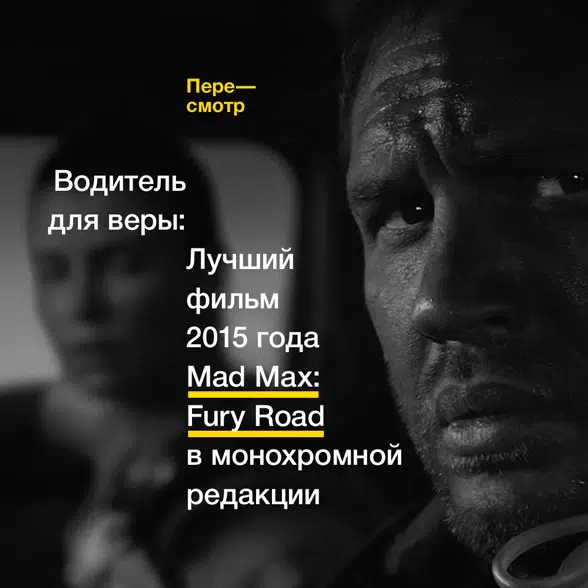 Пере—
смотр
Водитель
для веры:
Лучший
фильм
2015 года
Mad Max:
Fury Road
в монохромной
редакции